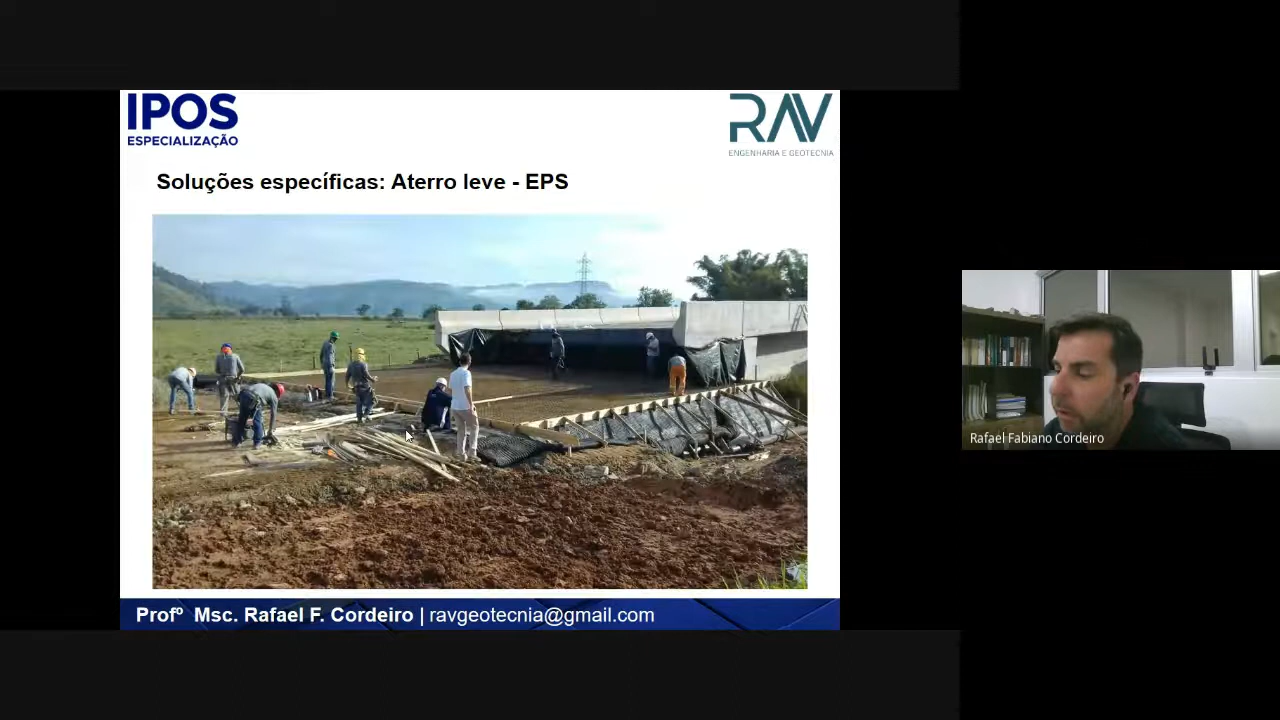 IPOS
ESPECIALIZAÇÃO
RAV
ENGENHARIA E GEOTECNIA
Soluções específicas: Aterro leve - EPS
Rafael Fabiano Cordeiro
Profº Msc. Rafael F. Cordeiro | ravgeotecnia@gmail.com